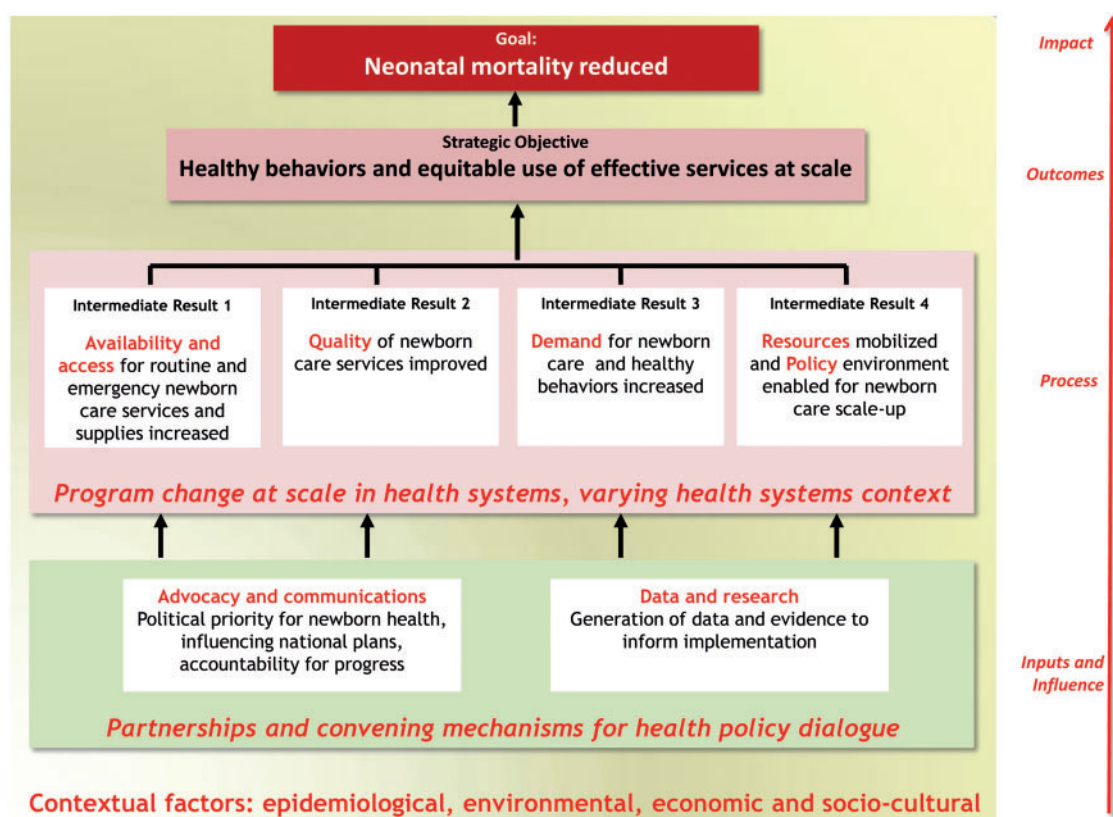 Goal:
Neonatal mortality reduced
Impact
Strategic Objective
Healthy behaviors and equitable use of effective services at scale
Outcomes
Intermediate Result 1
Availability and
access for routine and
emergency newborn
care services and
supplies increased
Intermediate Result 2
Quality of newborn
care services improved
Intermediate Result 3
Demand for newborn
care and healthy
behaviors increased
Intermediate Result 4
Resources mobilized
and Policy environment
enabled for newborn
care scale-up
Process
Program change at scale in health systems, varying health systems context
Advocacy and communications
Political priority for newborn health,
influencing national plans,
accountability for progress
Data and research
Generation of data and evidence to
inform implementation
Inputs and
Influence
Partnerships and convening mechanisms for health policy dialogue
Contextual factors: epidemiological, environmental, economic and socio-cultural